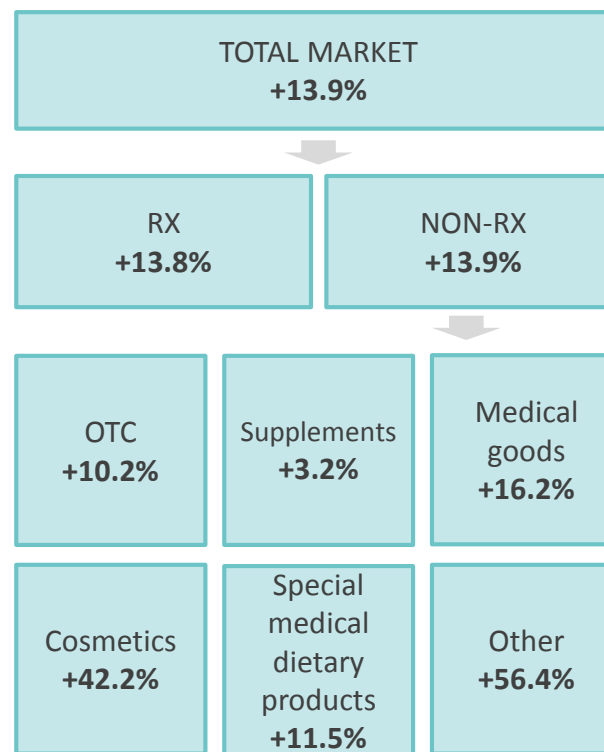 TOTAL MARKET
+13.9%
RX
+13.8%
NON-RX
+13.9%
OTC
+10.2%
Supplements
+3.2%
Medical
goods
+16.2%
Cosmetics
+42.2%
Special
medical
dietary
products
+11.5%
Other
+56.4%